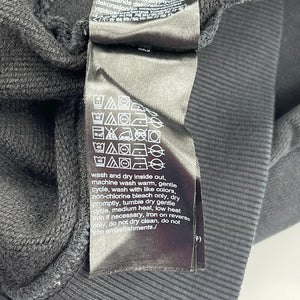 wash and dry inside out,
machine wash warm, gentle
cycle, wash with like colors,
non-chlorine bleach only, dry
promptly, tumble dry gentle
cycle, medium heat, low heat
iron if necessary, iron on reverse
only, do not dry clean, do not
iron embellishments.